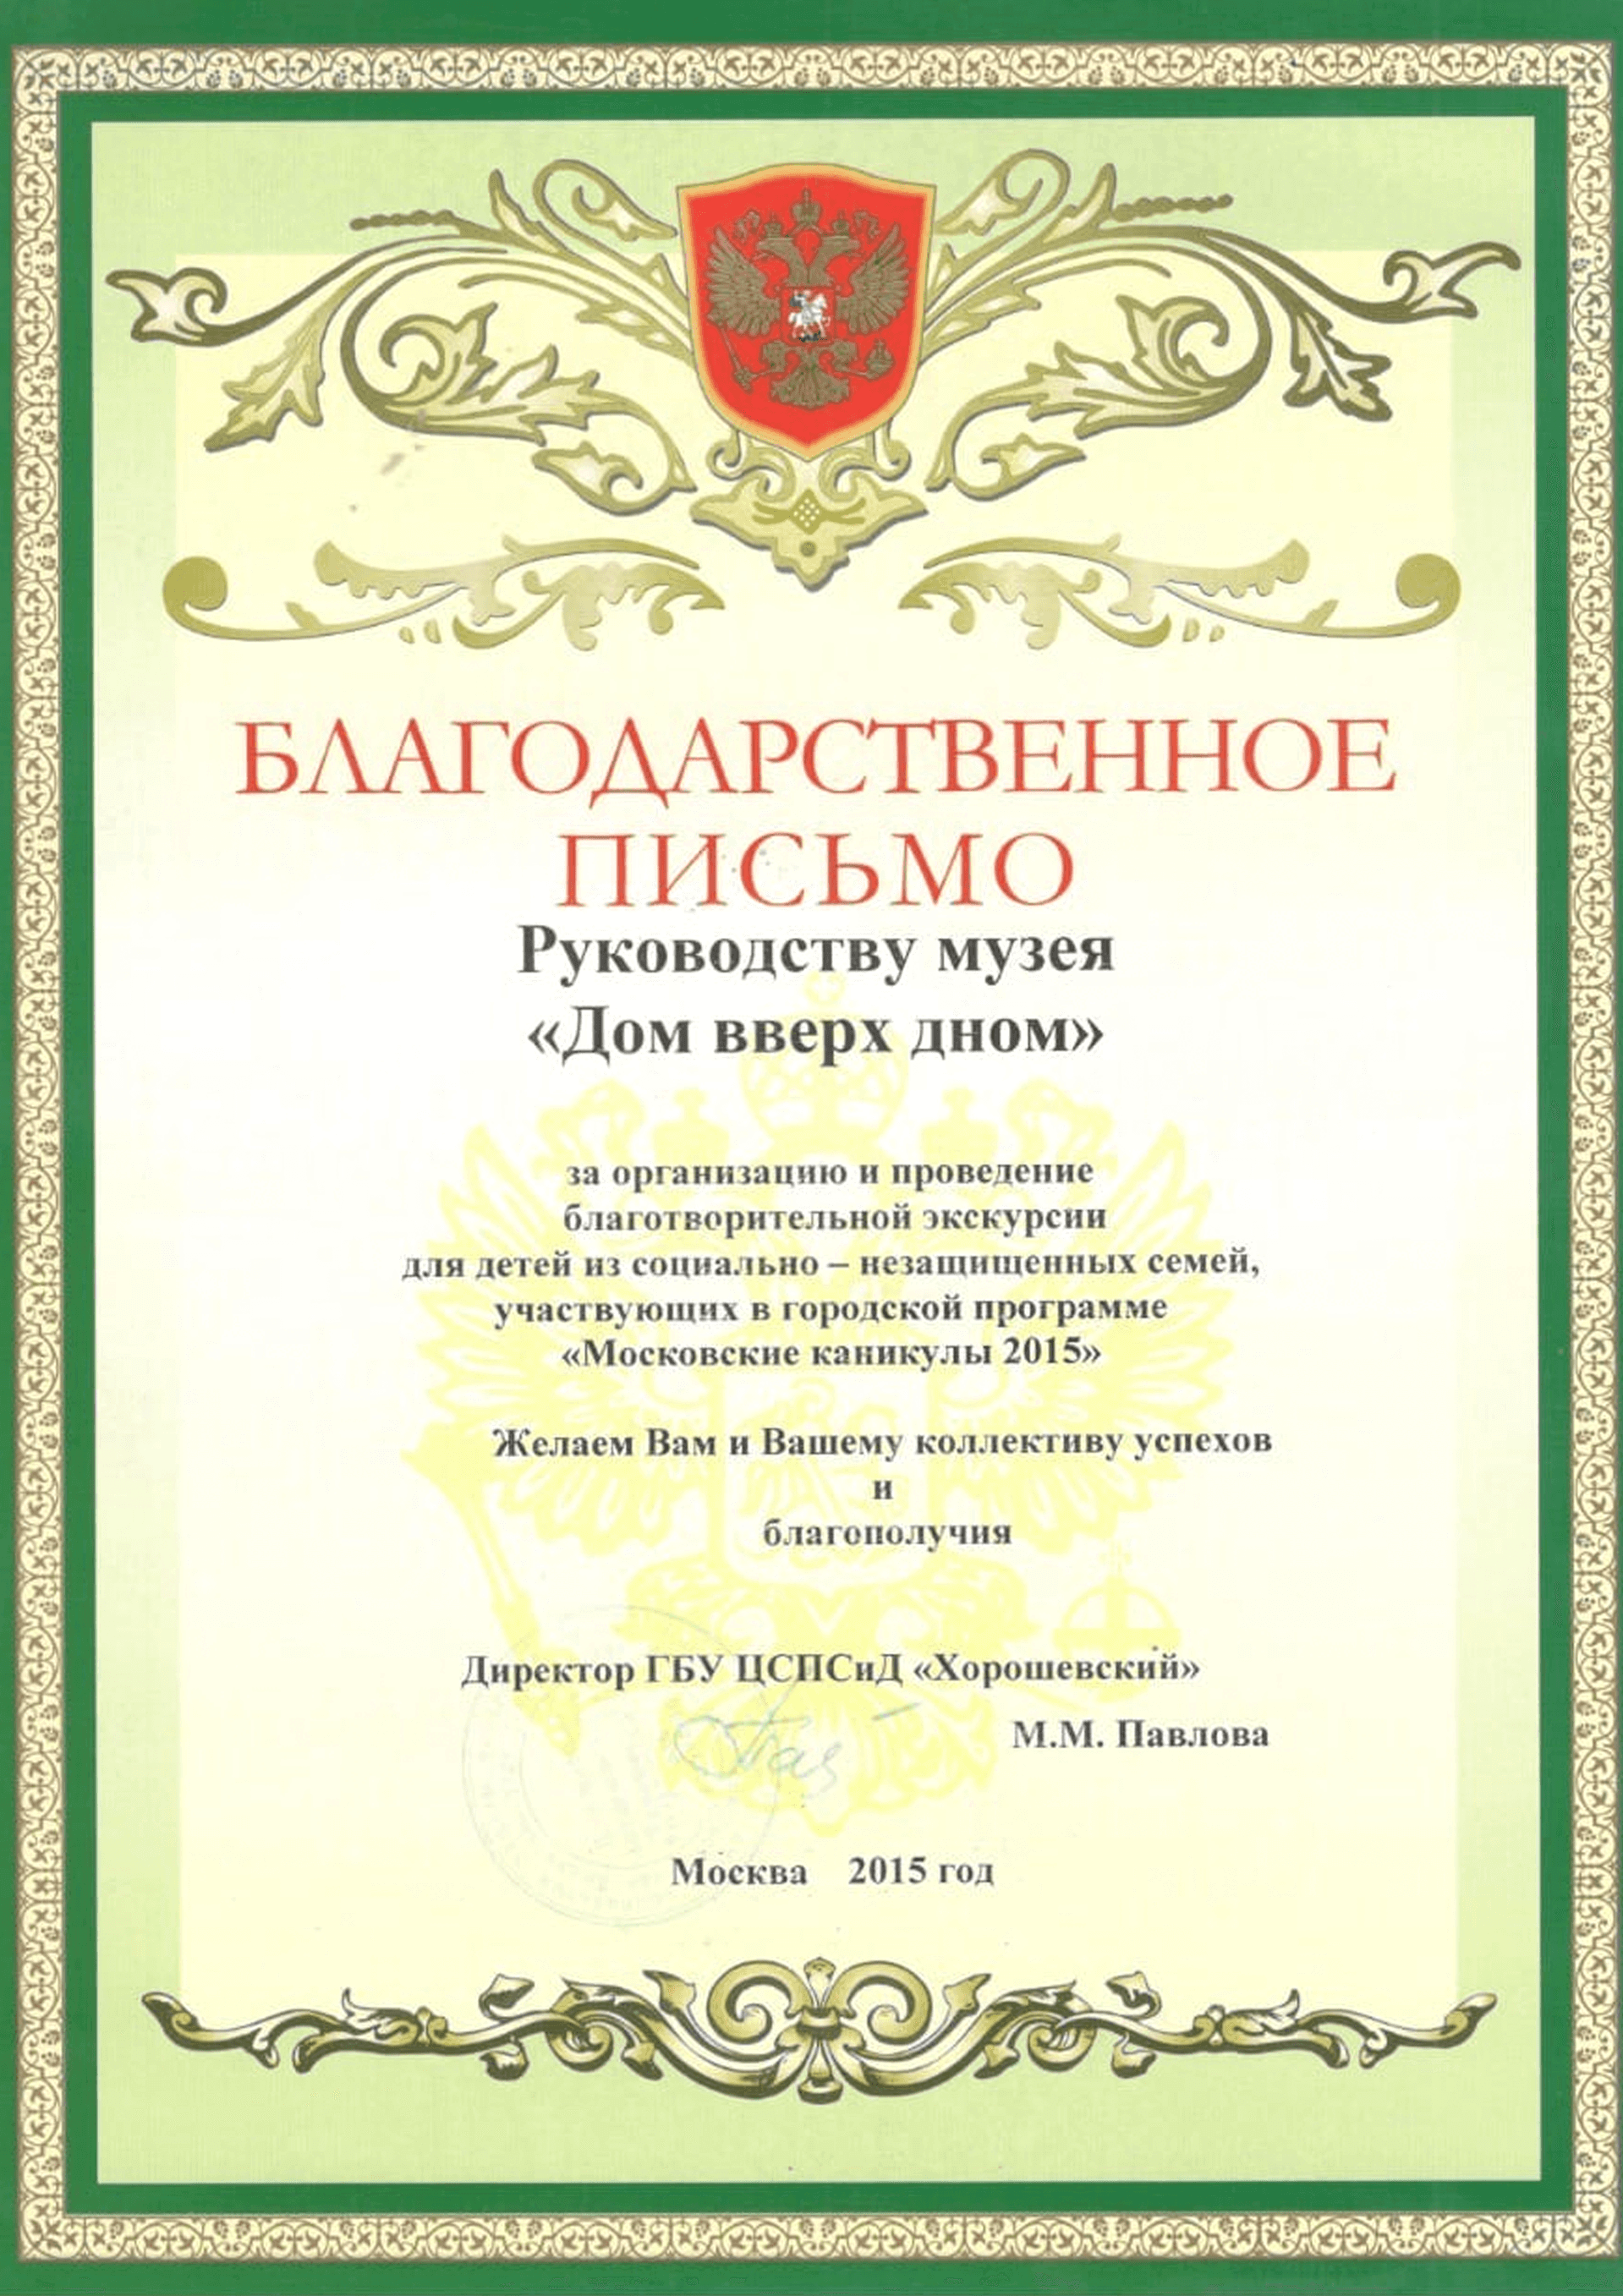 БЛАГОДАРСТВЕННОЕ
ПИСЬМО
Руководству музея
«Дом вверх дном»
за организацию и проведение
благотворительной экскурсии
для детей из социально – незащищенных семей,
участвующих в городской программе
«Московские каникулы 2015»
Желаем Вам и Вашему коллективу успехов
и
благополучия
Директор ГБУ ЦСПСиД «Хорошевский»
М.М. Павлова
Москва 2015 год